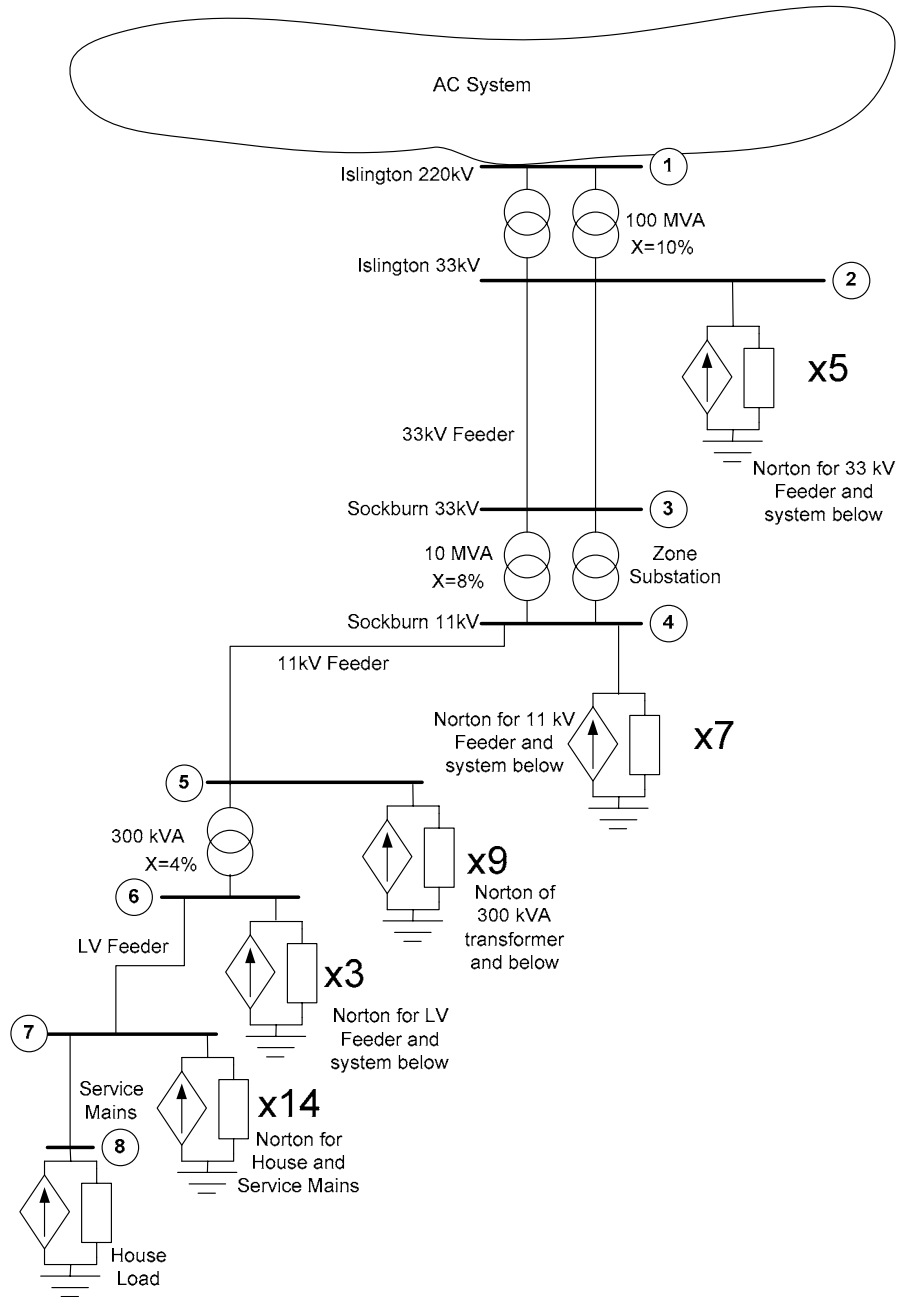 AC System
Islington 220kV
1
100 MVA
X=10%
Islington 33kV
2
x5
33kV Feeder
Norton for 33 kV
Feeder and
system below
Sockburn 33kV
3
10 MVA
X=8%
Zone
Substation
Sockburn 11kV
4
11kV Feeder
Norton for 11 kV
Feeder and
system below
x7
5
300 kVA
X=4%
x9
Norton of
300 kVA
transformer
and below
6
LV Feeder
x3
Norton for LV
Feeder and
system below
7
Service
Mains
x14
Norton for
House and
Service Mains
8
House
Load